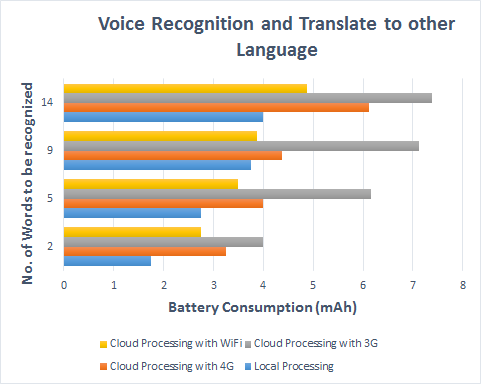 Voice Recognition and Translate to other
Language
No. of Words to be recognized
14
9
5
2
0 1 2 3 4 5 6 7 8
Battery Consumption (mAh)
Cloud Processing with WiFi Cloud Processing with 3G
Cloud Processing with 4G Local Processing